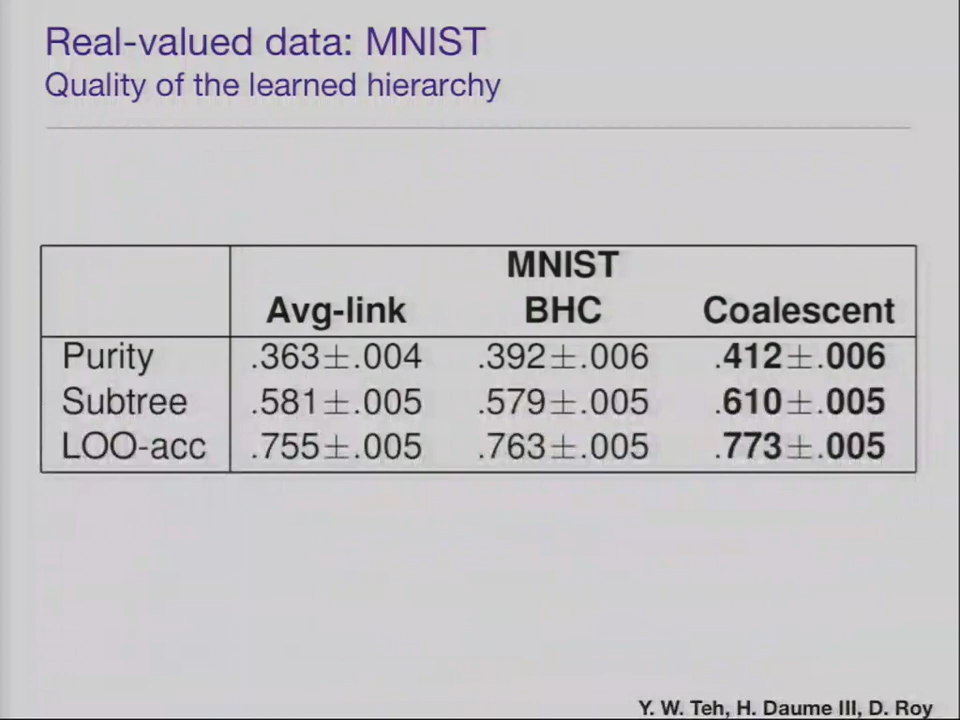 Real-valued data: MNIST
Quality of the learned hierarchy
MNIST
Avg-link BHC Coalescent
Purity .363±.004 .392±.006 .412±.006
Subtree .581±.005 .579±.005 .610±.005
LOO-acc .755±.005 .763±.005 .773±.005
Y. W. Teh, H. Daume III, D. Roy